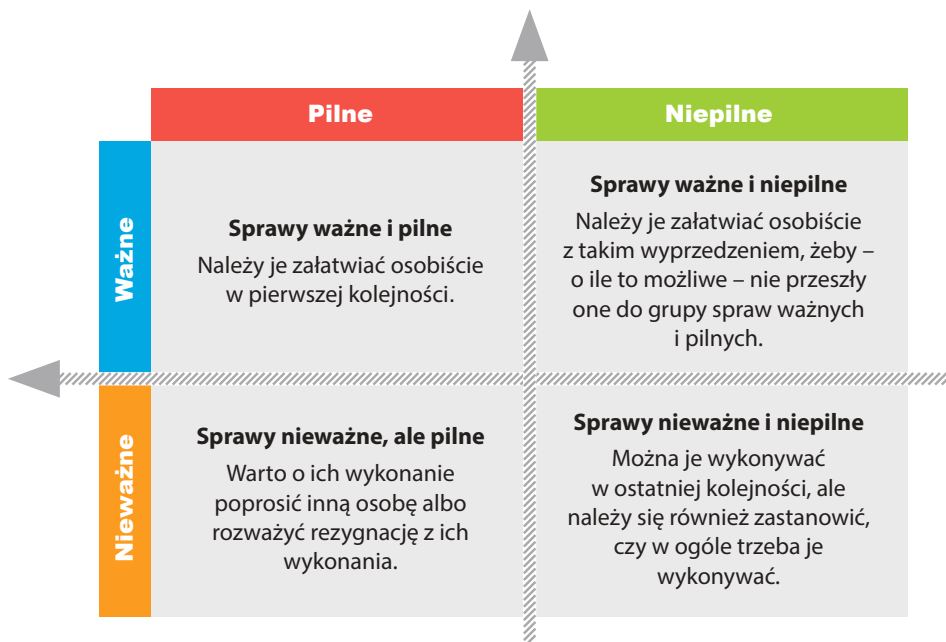 Pilne
Niepilne
Ważne
Sprawy ważne i pilne
Należy je załatwiać osobiście
w pierwszej kolejności.
Sprawy ważne i niepilne
Należy je załatwiać osobiście
z takim wyprzedzeniem, żeby –
o ile to możliwe – nie przeszły
one do grupy spraw ważnych
i pilnych.
Nieważne
Sprawy nieważne, ale pilne
Warto o ich wykonanie
poprosić inną osobę albo
rozważyć rezygnację z ich
wykonania.
Sprawy nieważne i niepilne
Można je wykonywać
w ostatniej kolejności, ale
należy się również zastanowić,
czy w ogóle trzeba je
wykonywać.